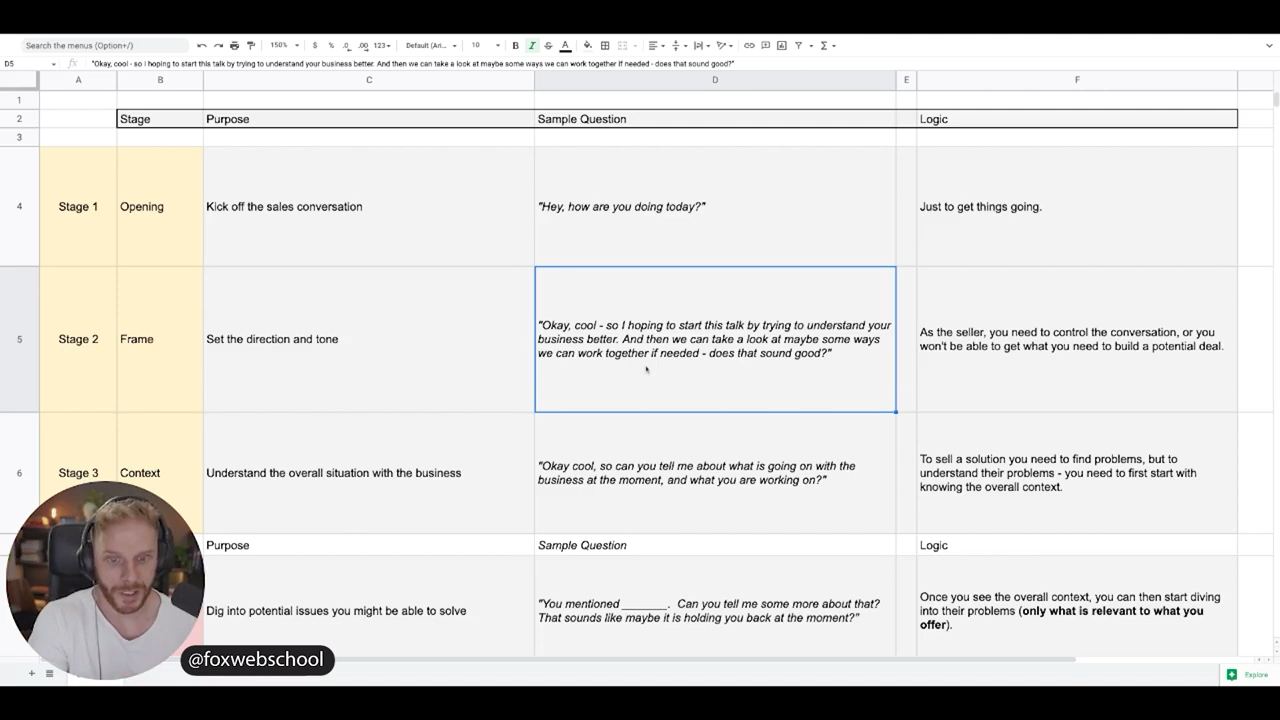 Search the menus (Option+/)
150%
$
%
.0
.00
123
Default (Ari...
10
B
I
S
A
D5
fx
"Okay, cool - so I hoping to start this talk by trying to understand your business better. And then we can take a look at maybe some ways we can work together if needed - does that sound good?"
A
B
C
D
E
F
1
2
Stage
Purpose
Sample Question
Logic
3
4
Stage 1
Opening
Kick off the sales conversation
"Hey, how are you doing today?"
Just to get things going.
5
Stage 2
Frame
Set the direction and tone
"Okay, cool - so I hoping to start this talk by trying to understand your
business better. And then we can take a look at maybe some ways
we can work together if needed - does that sound good?"
As the seller, you need to control the conversation, or you
won't be able to get what you need to build a potential deal.
6
Stage 3
Context
Understand the overall situation with the business
"Okay cool, so can you tell me about what is going on with the
business at the moment, and what you are working on?"
To sell a solution you need to find problems, but to
understand their problems - you need to first start with
knowing the overall context.
Purpose
Sample Question
Logic
Dig into potential issues you might be able to solve
"You mentioned _______. Can you tell me some more about that?
That sounds like maybe it is holding you back at the moment?"
Once you see the overall context, you can then start diving
into their problems (only what is relevant to what you
offer).
@foxwebschool
Explore